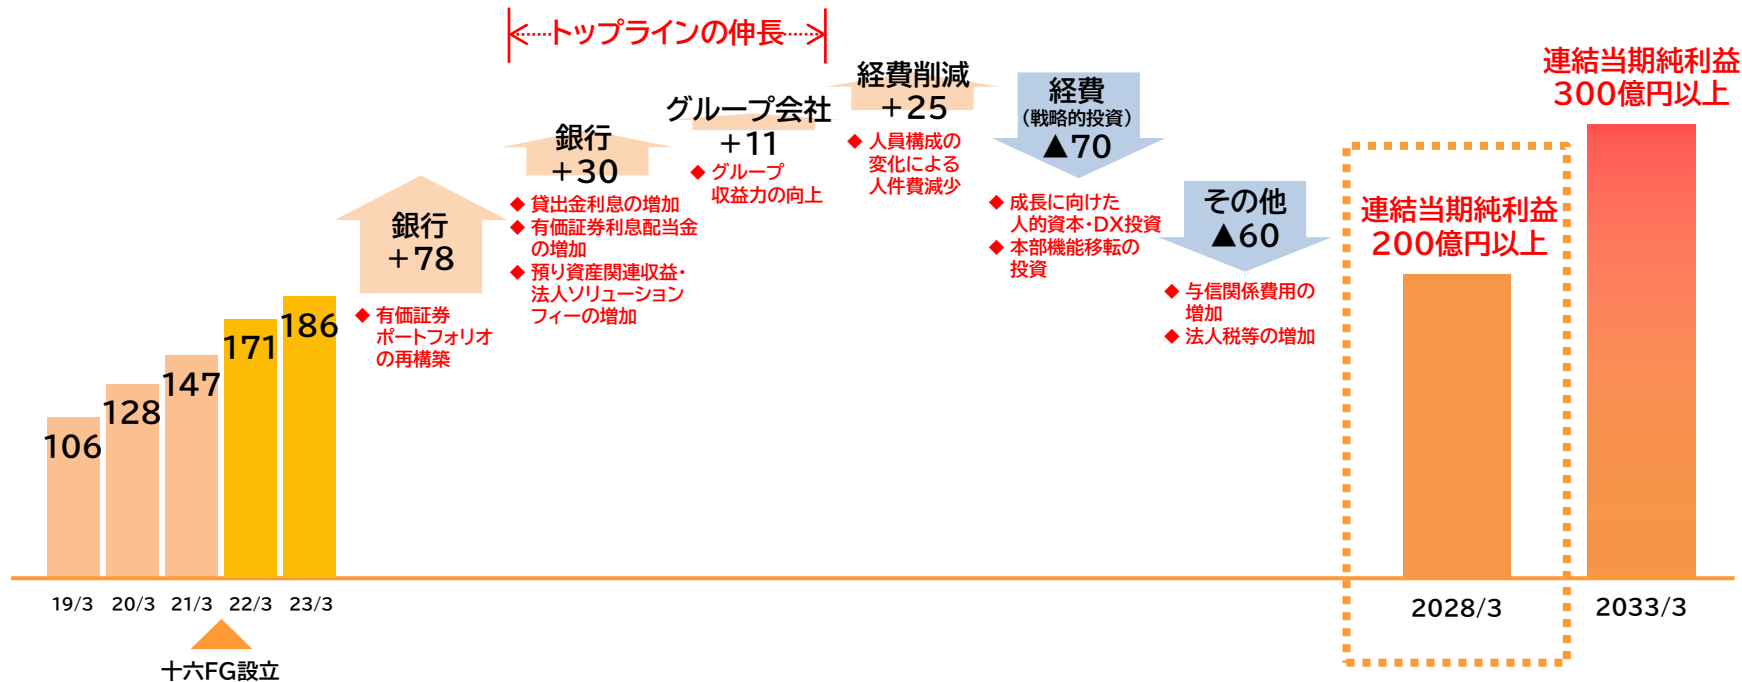 トップラインの伸長
連結当期純利益
300億円以上
経費削減
+25
経費
(戦略的投資)
▲70
グループ会社
+11
銀行
+30
◆ 人員構成の
変化による
人件費減少
◆ グループ
収益力の向上
◆ 貸出金利息の増加
◆ 有価証券利息配当金
の増加
◆ 預り資産関連収益・
法人ソリューション
フィーの増加
◆ 成長に向けた
人的資本・DX投資
◆ 本部機能移転の
投資
その他
▲60
◆ 与信関係費用の
増加
◆ 法人税等の増加
連結当期純利益
200億円以上
銀行
+78
◆ 有価証券
ポートフォリオ
の再構築
106
128
147
171
186
19/3
20/3
21/3
22/3
23/3
2028/3
2033/3
十六FG設立